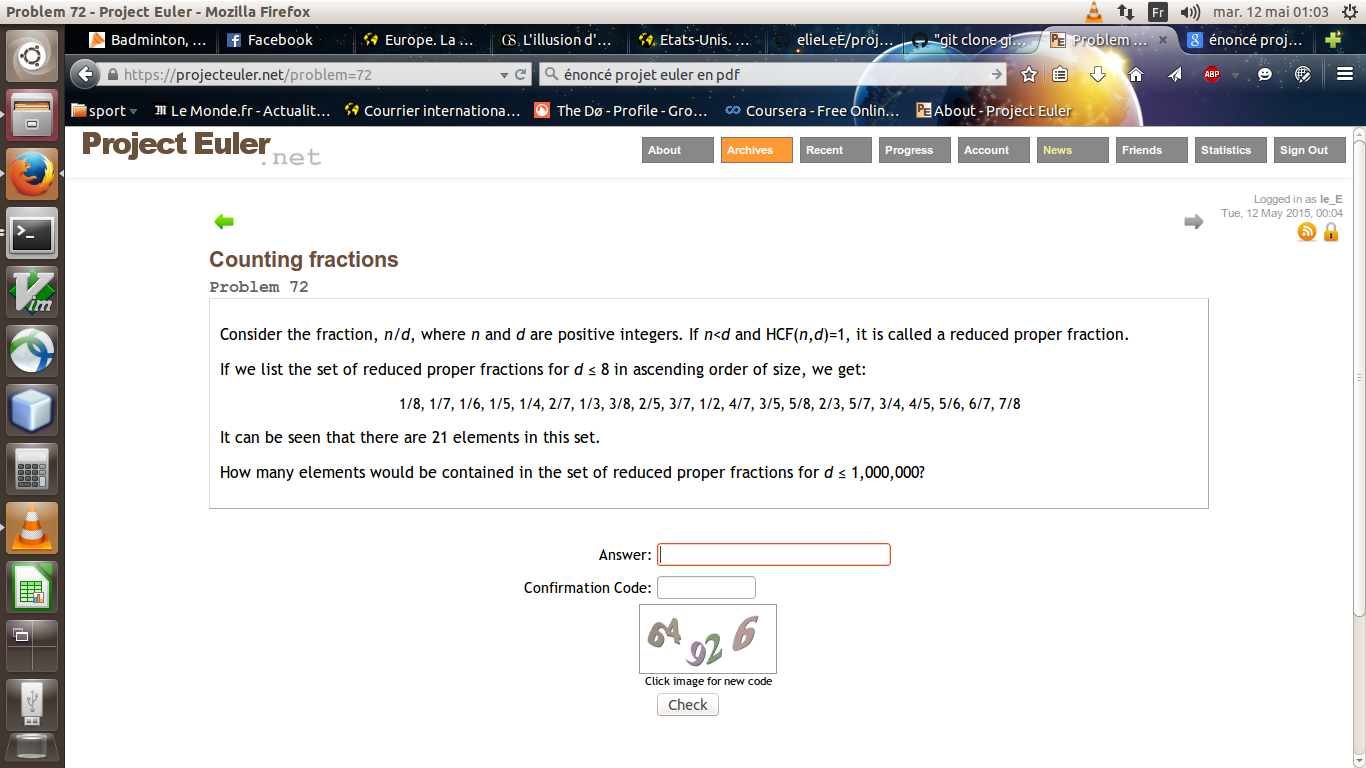 Problem 72 - Project Euler - Mozilla Firefox
Fr mar. 12 mai 01:03
Badminton, ... Facebook Europe. La ... L'illusion d'... Etats-Unis. ... elieLeE/proj... "git clone gi... Problem ... énoncé proj...
https://projecteuler.net/problem=72 énoncé projet euler en pdf ABP
sport Le Monde.fr - Actualit... Courrier internationa... The Dø - Profile - Gro... Coursera - Free Onlin... About - Project Euler
Project Euler.net
About Archives Recent Progress Account News Friends Statistics Sign Out
Logged in as le_E
Tue, 12 May 2015, 00:04
Counting fractions
Problem 72
Consider the fraction, n/d, where n and d are positive integers. If n<d and HCF(n,d)=1, it is called a reduced proper fraction.
If we list the set of reduced proper fractions for d ≤ 8 in ascending order of size, we get:
1/8, 1/7, 1/6, 1/5, 1/4, 2/7, 1/3, 3/8, 2/5, 3/7, 1/2, 4/7, 3/5, 5/8, 2/3, 5/7, 3/4, 4/5, 5/6, 6/7, 7/8
It can be seen that there are 21 elements in this set.
How many elements would be contained in the set of reduced proper fractions for d ≤ 1,000,000?
Answer:
Confirmation Code:
64926
Click image for new code
Check